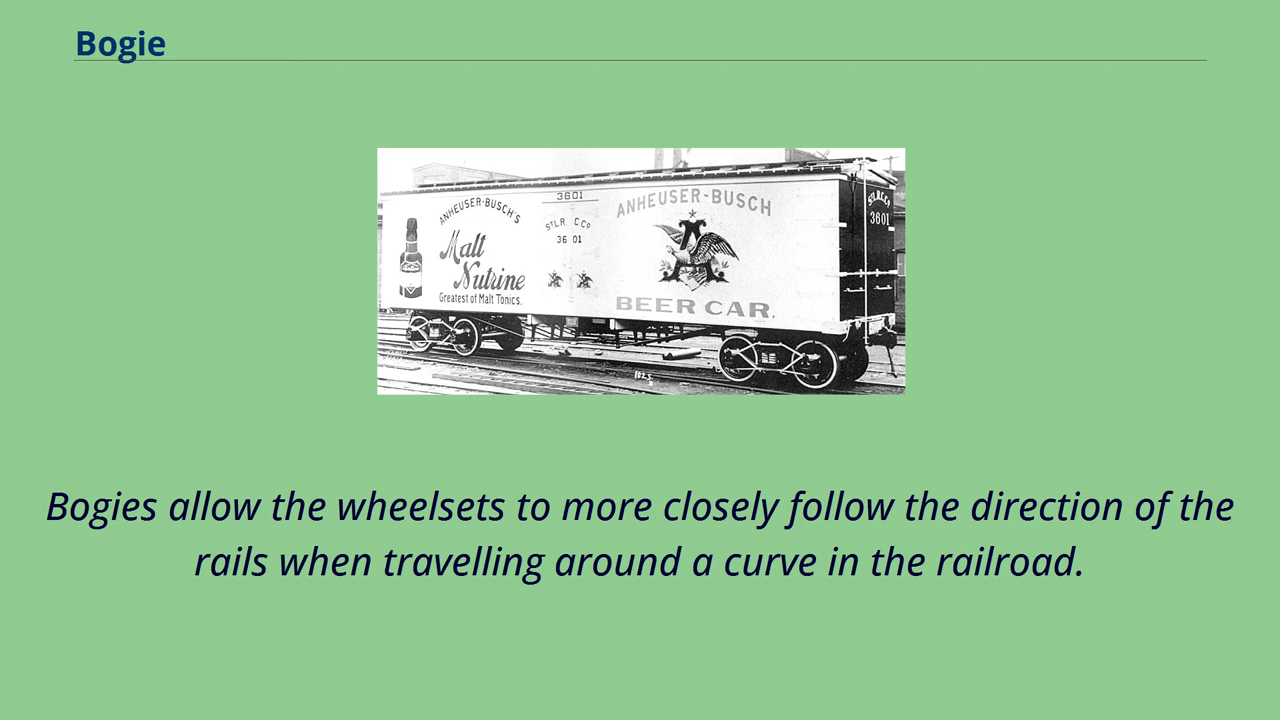 Bogie
ANHEUSER-BUSCH'S
Malt
Nutrine
Greatest of Malt Tonics.
3601
ST.L.R. C.Co
36 01
ANHEUSER-BUSCH
BEER CAR.
ST.L.R.C.Co
3601
Bogies allow the wheelsets to more closely follow the direction of the
rails when travelling around a curve in the railroad.